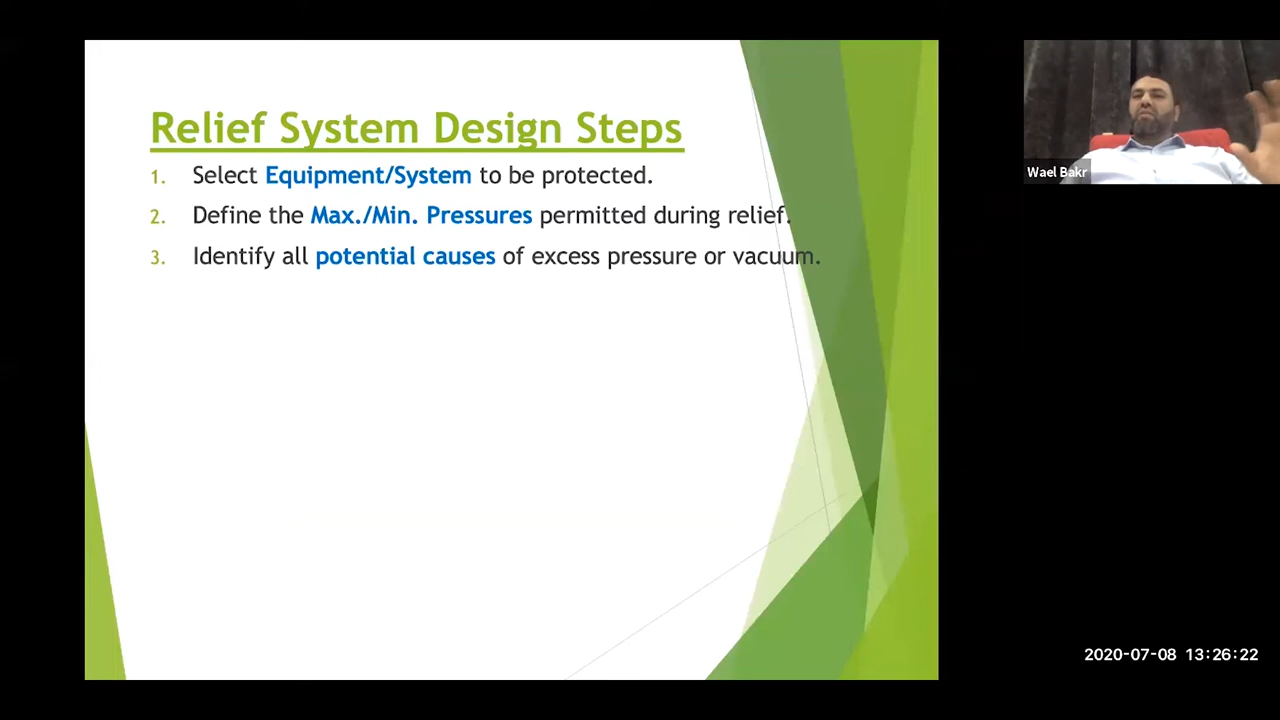 Relief System Design Steps
1. Select Equipment/System to be protected.
2. Define the Max./Min. Pressures permitted during relief.
3. Identify all potential causes of excess pressure or vacuum.
Wael Bakr
2020-07-08 13:26:22